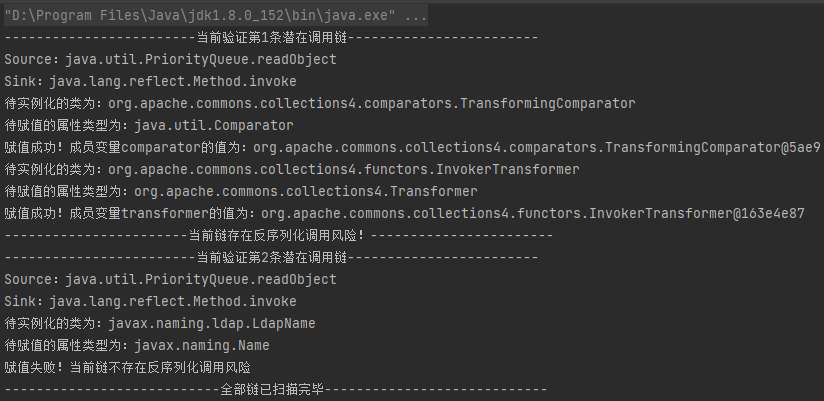 "D:\Program Files\Java\jdk1.8.0_152\bin\java.exe" ...
------------------------当前验证第1条潜在调用链------------------------
Source：java.util.PriorityQueue.readObject
Sink：java.lang.reflect.Method.invoke
待实例化的类为：org.apache.commons.collections4.comparators.TransformingComparator
待赋值的属性类型为：java.util.Comparator
赋值成功！成员变量comparator的值为：org.apache.commons.collections4.comparators.TransformingComparator@5ae9
待实例化的类为：org.apache.commons.collections4.functors.InvokerTransformer
待赋值的属性类型为：org.apache.commons.collections4.Transformer
赋值成功！成员变量transformer的值为：org.apache.commons.collections4.functors.InvokerTransformer@163e4e87
-----------------------当前链存在反序列化调用风险！-----------------------
------------------------当前验证第2条潜在调用链------------------------
Source：java.util.PriorityQueue.readObject
Sink：java.lang.reflect.Method.invoke
待实例化的类为：javax.naming.ldap.LdapName
待赋值的属性类型为：javax.naming.Name
赋值失败！当前链不存在反序列化调用风险
---------------------------全部链已扫描完毕----------------------------